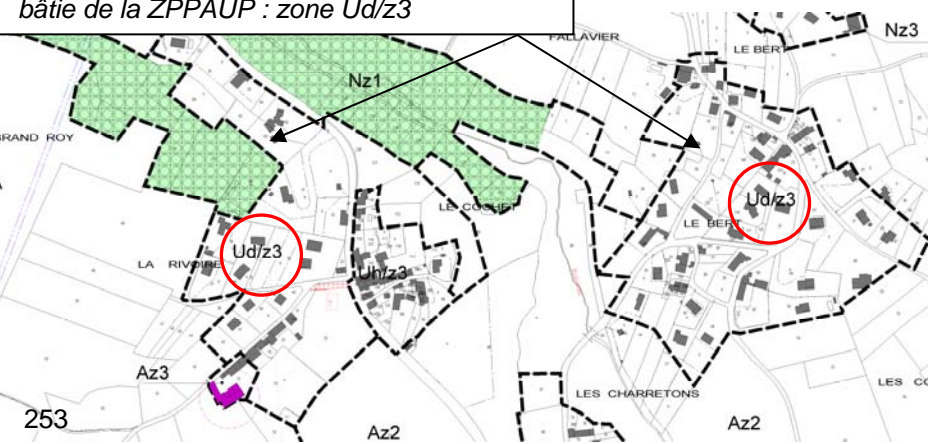 bâtie de la ZPPAUP : zone Ud/z3
FALLAVIER
Nz3
LE BERT
Nz1
GRAND ROY
Ud/z3
LE COCHET
LE BERT
Ud/z3
LA RIVOIRE
Uh/z3
Az3
LES CHARRETONS
LES CO
253
Az2
Az2